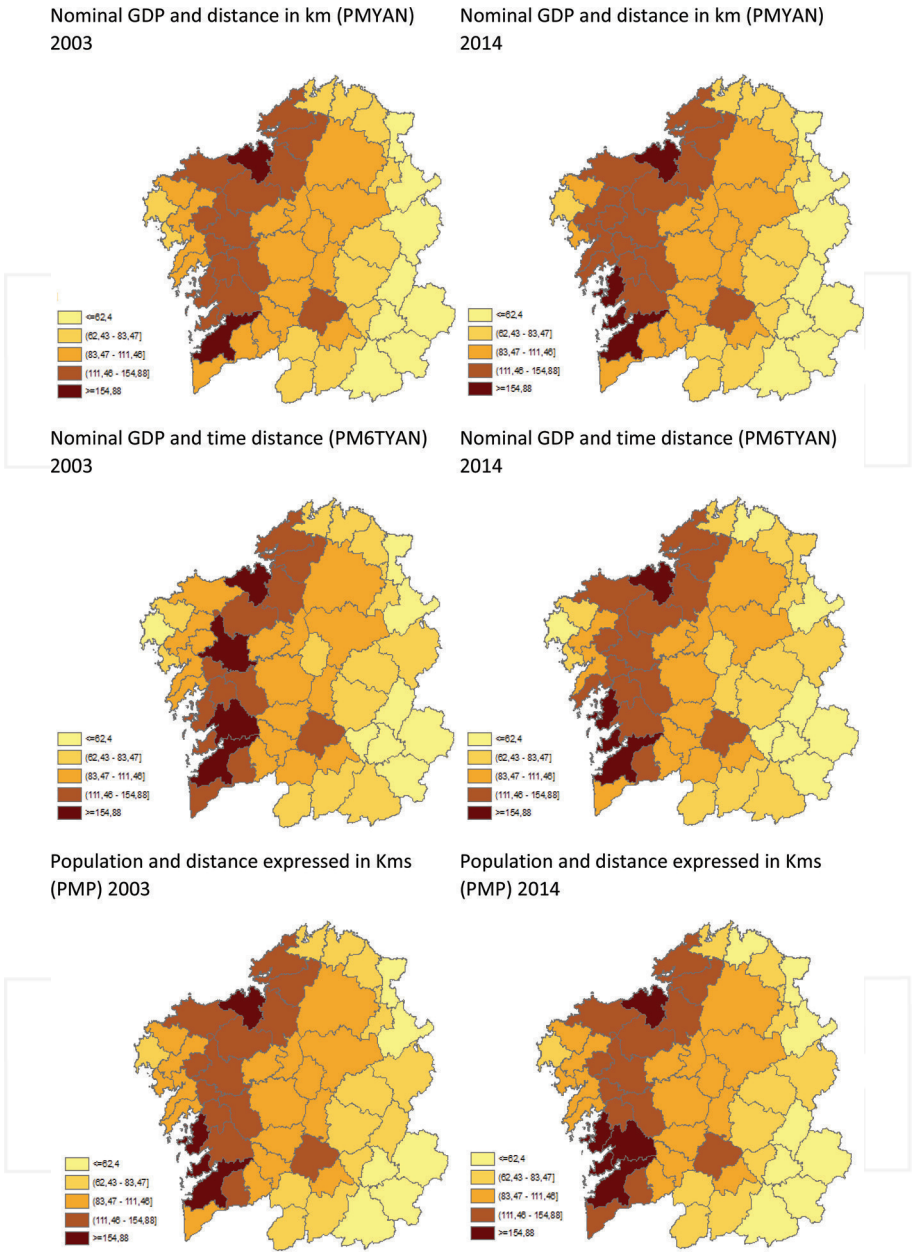 Nominal GDP and distance in km (PMYAN)
2003
<=62,4
(62,43 - 83,47]
(83,47 - 111,46]
(111,46 - 154,88]
>=154,88
Nominal GDP and distance in km (PMYAN)
2014
<=62,4
(62,43 - 83,47]
(83,47 - 111,46]
(111,46 - 154,88]
>=154,88
Nominal GDP and time distance (PM6TYAN)
2003
<=62,4
(62,43 - 83,47]
(83,47 - 111,46]
(111,46 - 154,88]
>=154,88
Nominal GDP and time distance (PM6TYAN)
2014
<=62,4
(62,43 - 83,47]
(83,47 - 111,46]
(111,46 - 154,88]
>=154,88
Population and distance expressed in Kms
(PMP) 2003
<=62,4
(62,43 - 83,47]
(83,47 - 111,46]
(111,46 - 154,88]
>=154,88
Population and distance expressed in Kms
(PMP) 2014
<=62,4
(62,43 - 83,47]
(83,47 - 111,46]
(111,46 - 154,88]
>=154,88